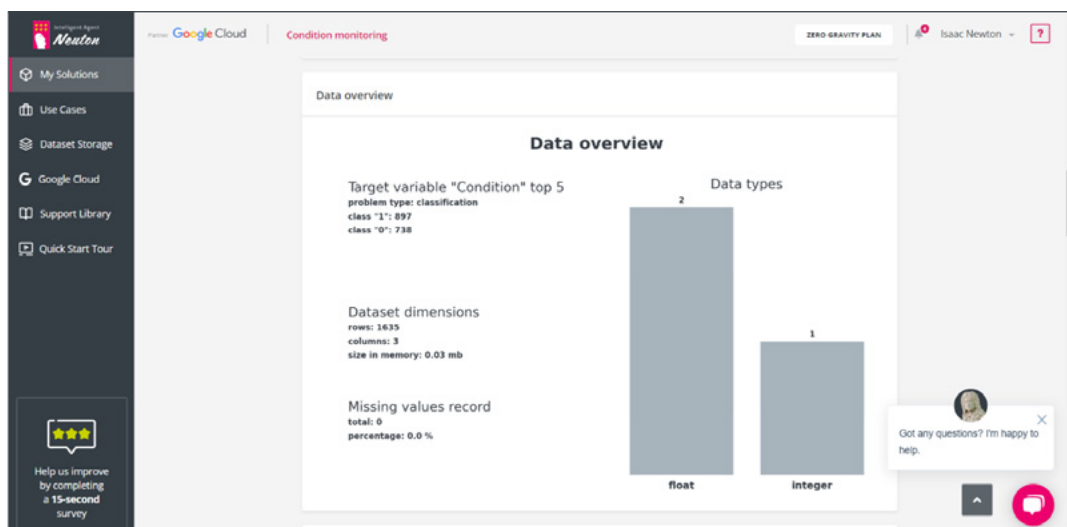 Intelligent Agent
Neuton
My Solutions
Use Cases
Dataset Storage
Google Cloud
Support Library
Quick Start Tour
Help us improve
by completing
a 15-second
survey
Partner Google Cloud
Condition monitoring
ZERO GRAVITY PLAN
Isaac Newton
?
Data overview
Data overview
Target variable "Condition" top 5
problem type: classification
class "1": 897
class "0": 738
Dataset dimensions
rows: 1635
columns: 3
size in memory: 0.03 mb
Missing values record
total: 0
percentage: 0.0 %
Data types
2
1
float
integer
Got any questions? I'm happy to
help.